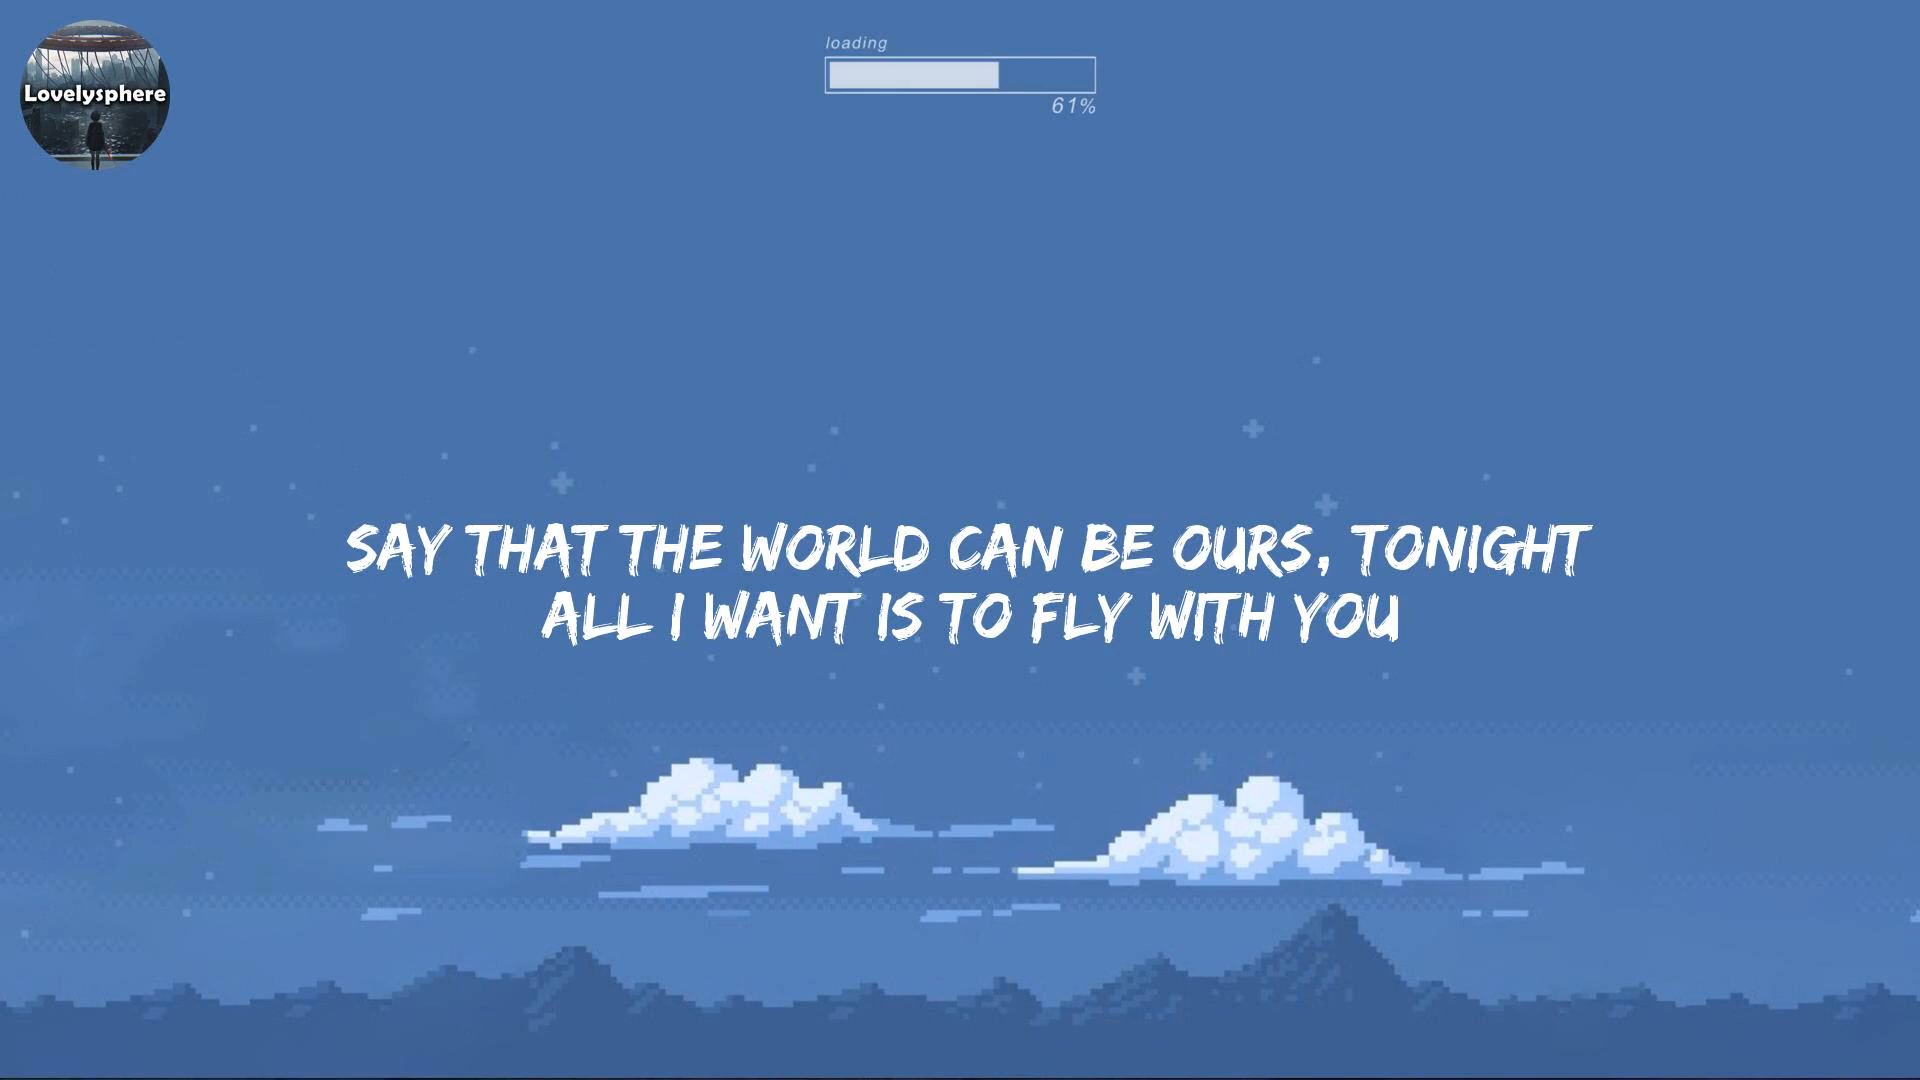 Lovelysphere
loading
61%
SAY THAT THE WORLD CAN BE OURS, TONIGHT
ALL I WANT IS TO FLY WITH YOU